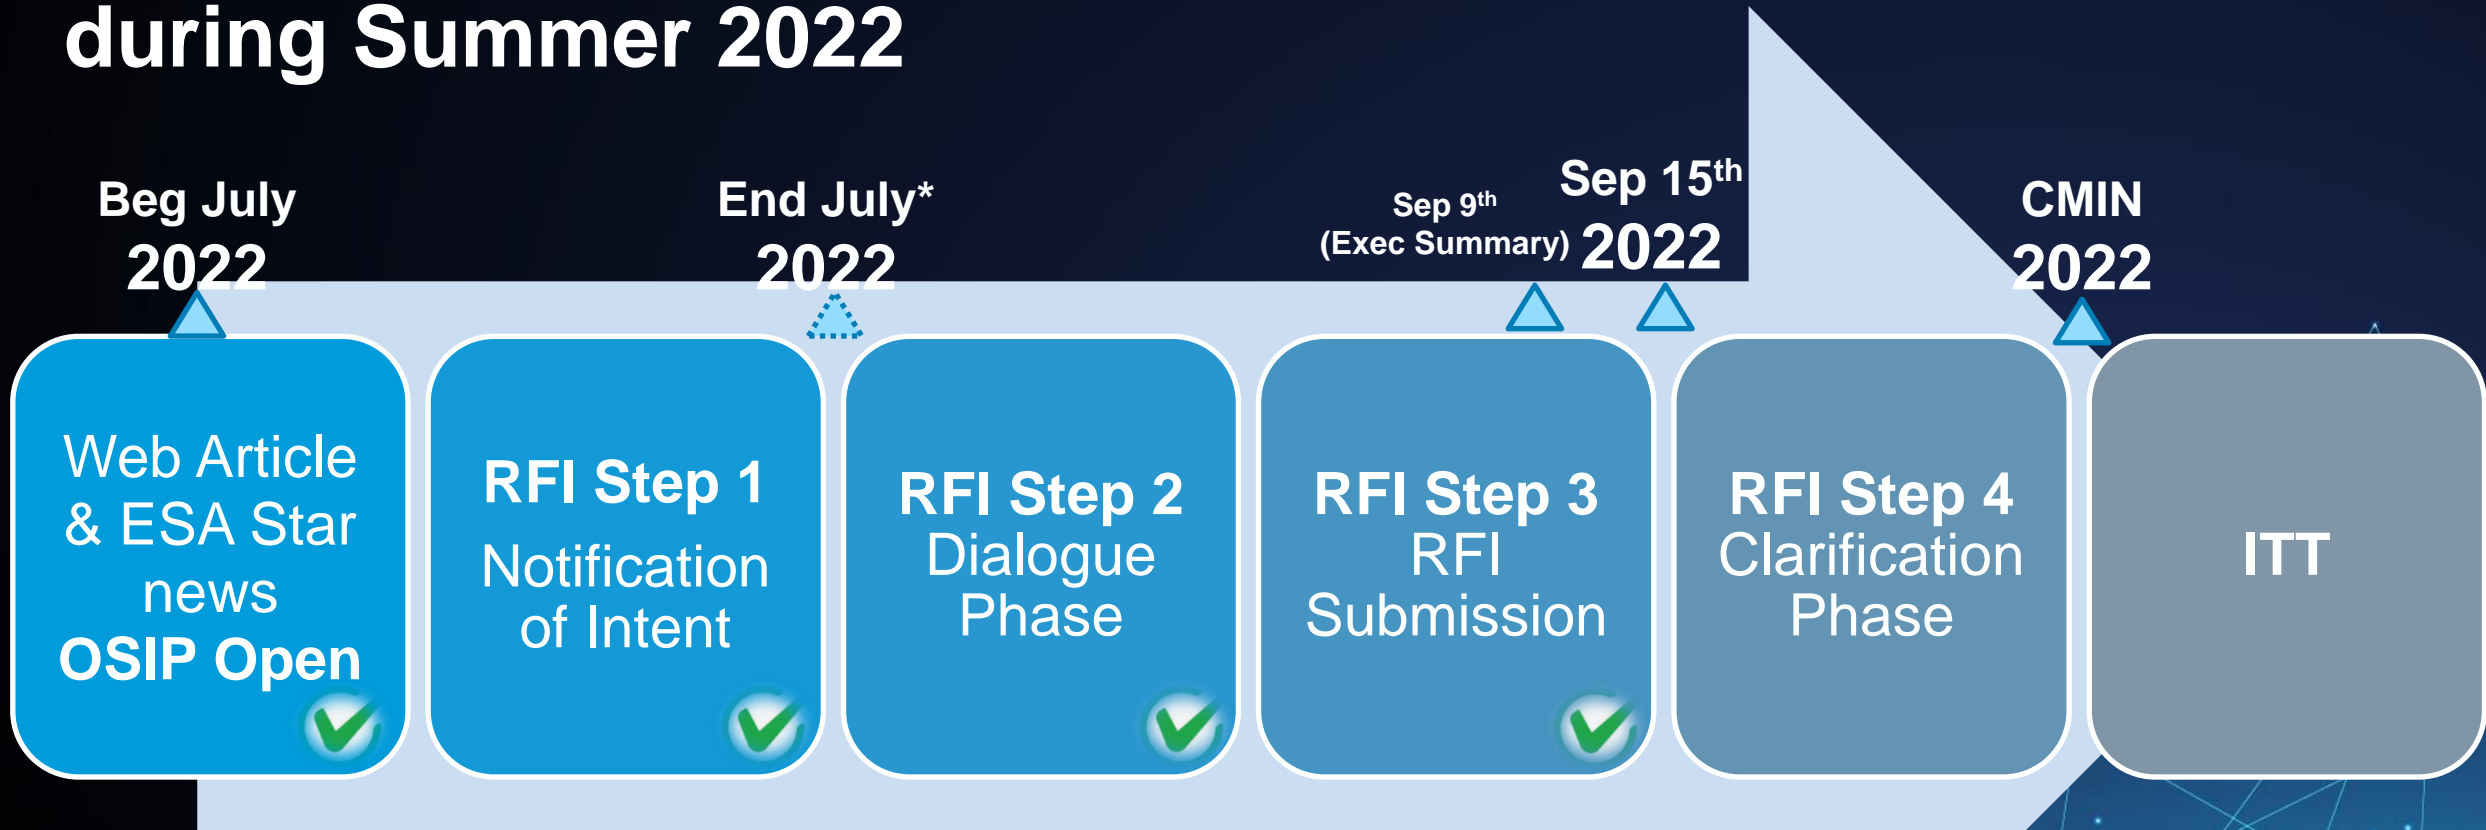 during Summer 2022
Beg July
2022
End July*
2022
Sep 9th
(Exec Summary)
Sep 15th
2022
CMIN
2022
Web Article
& ESA Star
news
OSIP Open
RFI Step 1
Notification
of Intent
RFI Step 2
Dialogue
Phase
RFI Step 3
RFI
Submission
RFI Step 4
Clarification
Phase
ITT